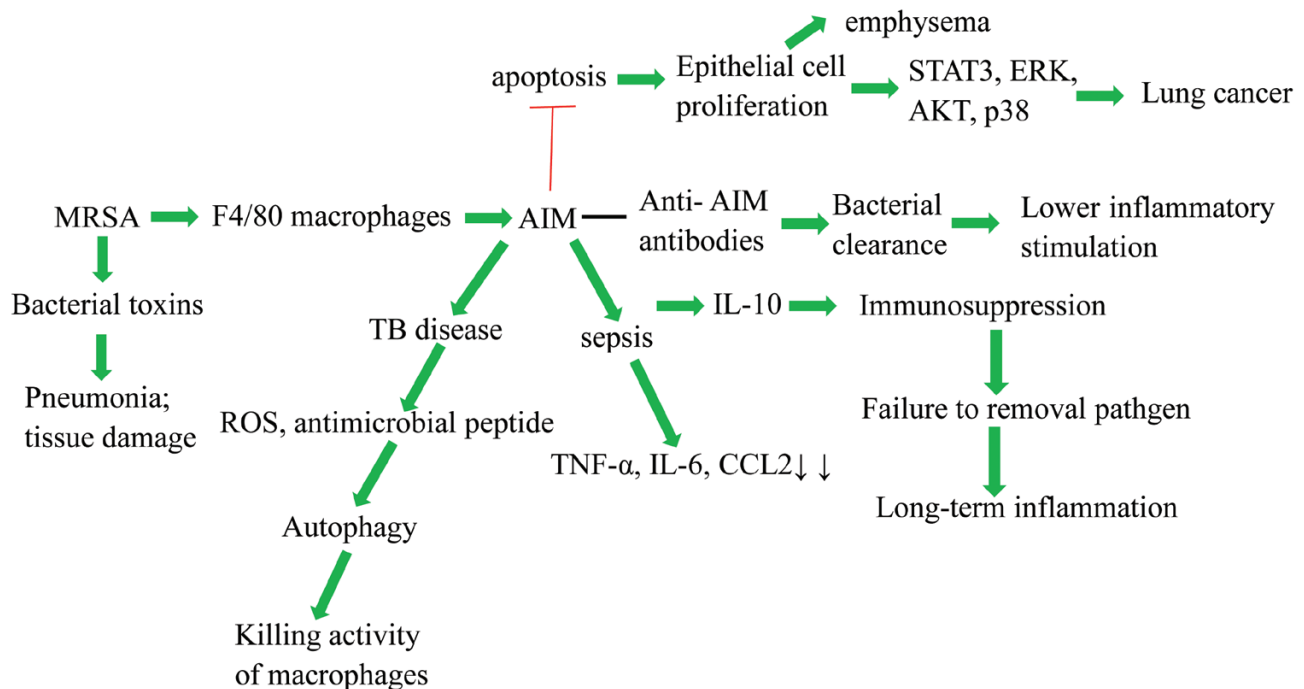 emphysema
apoptosis
Epithelial cell
proliferation
STAT3, ERK,
AKT, p38
Lung cancer
MRSA
F4/80 macrophages
AIM
Anti- AIM
antibodies
Bacterial
clearance
Lower inflammatory
stimulation
Bacterial toxins
TB disease
sepsis
IL-10
Immunosuppression
Pneumonia;
tissue damage
ROS, antimicrobial peptide
TNF-α, IL-6, CCL2↓ ↓
Failure to removal pathgen
Long-term inflammation
Autophagy
Killing activity
of macrophages